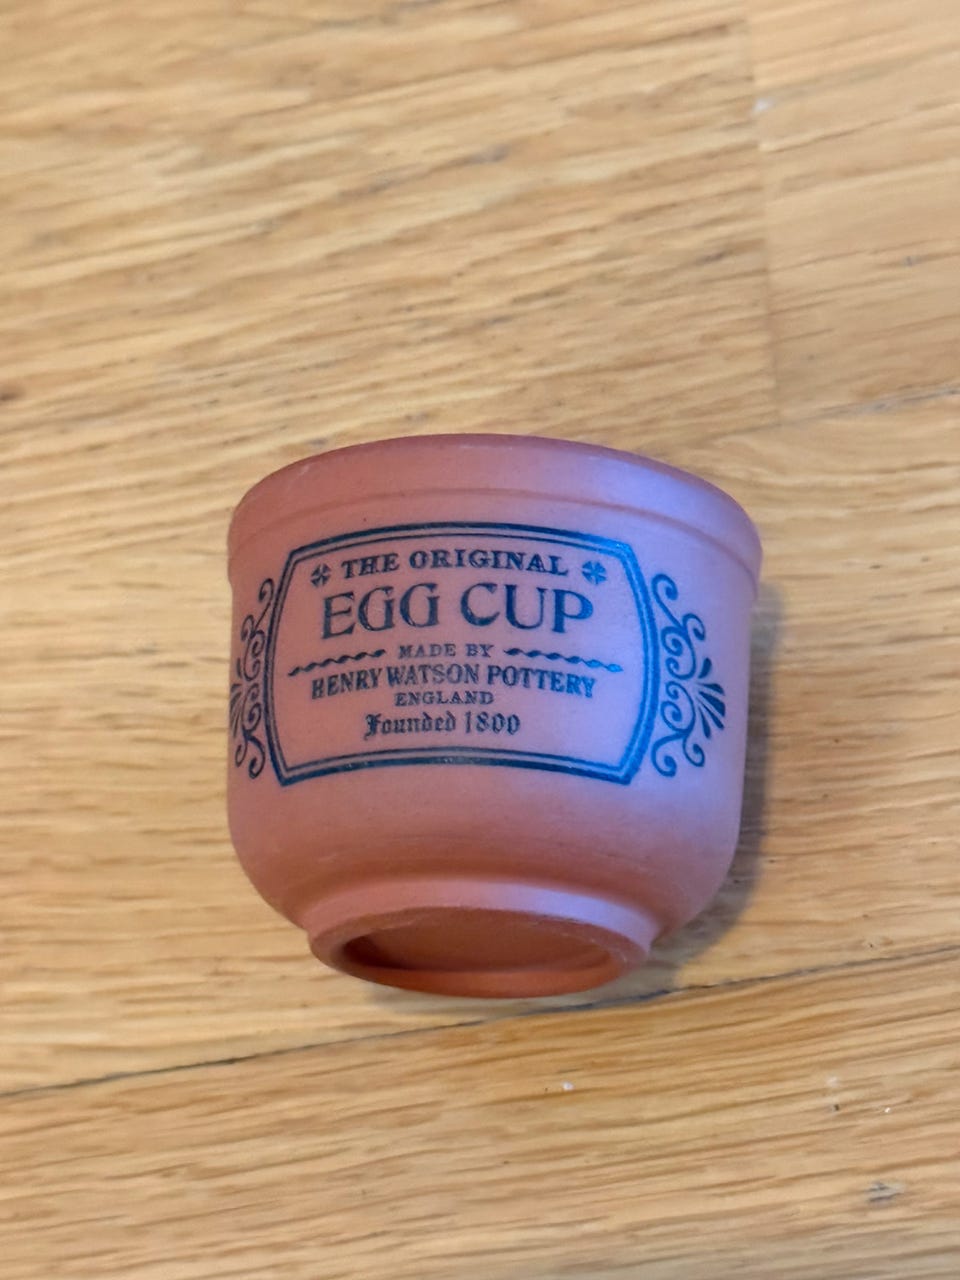 THE ORIGINAL
EGG CUP
MADE BY
HENRY WATSON POTTERY
ENGLAND
Founded 1800